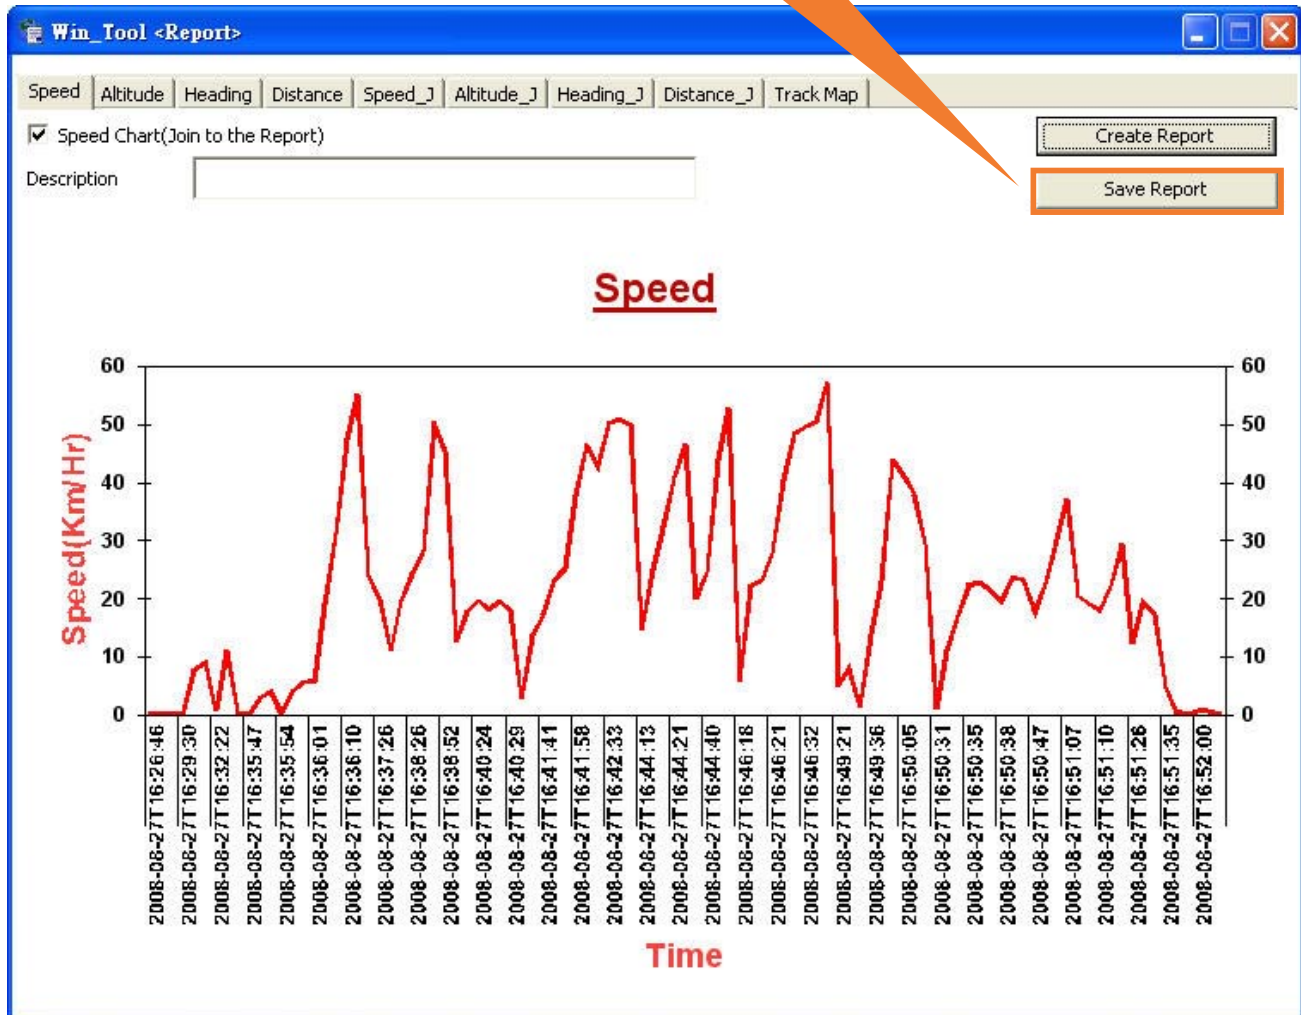 Win_Tool <Report>
Speed Altitude Heading Distance Speed_J Altitude_J Heading_J Distance_J Track Map
Speed Chart(Join to the Report)
Create Report
Description
Save Report
Speed
60 60
50 50
40 40
30 30
20 20
10 10
0 0
Speed(Km/Hr)
2008-08-27T16:26:46
2008-08-27T16:29:30
2008-08-27T16:32:22
2008-08-27T16:35:47
2008-08-27T16:35:54
2008-08-27T16:36:01
2008-08-27T16:36:10
2008-08-27T16:37:26
2008-08-27T16:38:26
2008-08-27T16:38:52
2008-08-27T16:40:24
2008-08-27T16:40:29
2008-08-27T16:41:41
2008-08-27T16:41:58
2008-08-27T16:42:33
2008-08-27T16:44:13
2008-08-27T16:44:21
2008-08-27T16:44:40
2008-08-27T16:46:18
2008-08-27T16:46:21
2008-08-27T16:46:32
2008-08-27T16:49:21
2008-08-27T16:49:36
2008-08-27T16:50:05
2008-08-27T16:50:31
2008-08-27T16:50:35
2008-08-27T16:50:38
2008-08-27T16:50:47
2008-08-27T16:51:07
2008-08-27T16:51:10
2008-08-27T16:51:26
2008-08-27T16:51:35
2008-08-27T16:52:00
Time